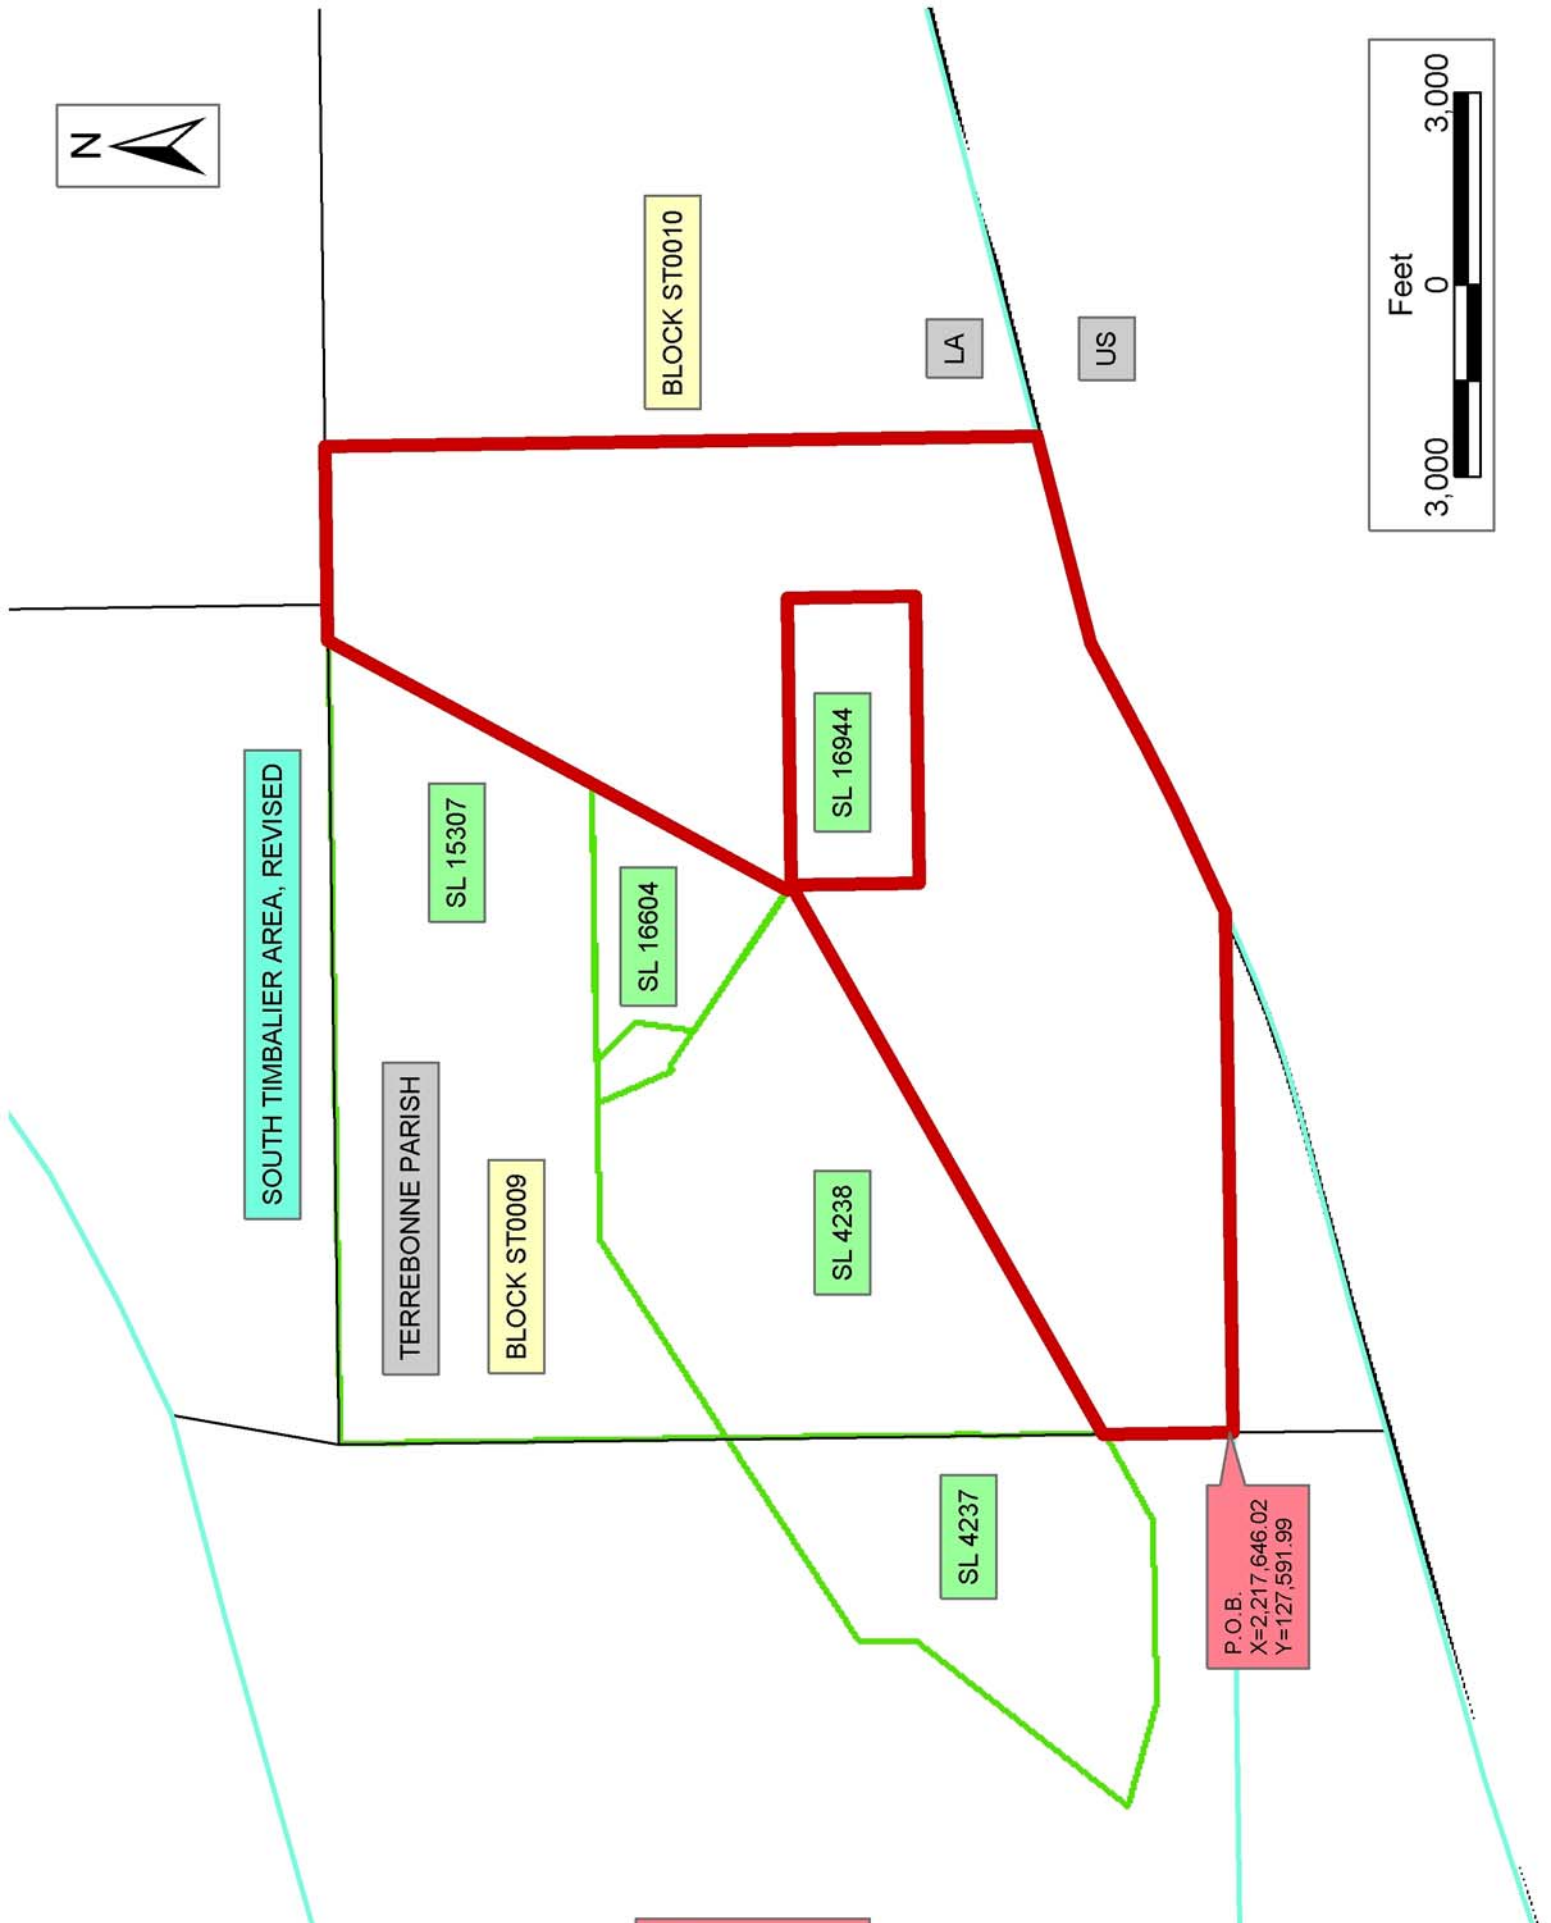 N
SOUTH TIMBALIER AREA, REVISED
TERREBONNE PARISH
SL 15307
BLOCK ST0009
SL 16604
BLOCK ST0010
SL 4238
SL 16944
SL 4237
LA
US
P.O.B.
X=2,217,646.02
Y=127,591.99
Feet
3,000 0 3,000